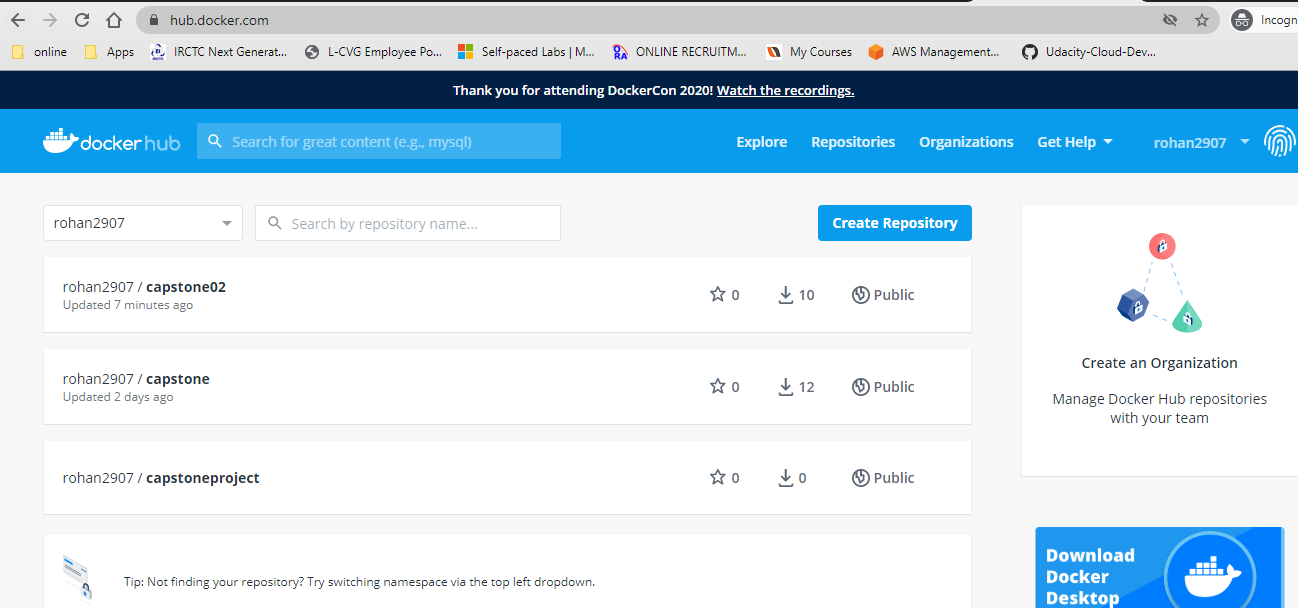 hub.docker.com
Incogn
online
Apps
IRCTC Next Generat...
L-CVG Employee Po...
Self-paced Labs | M...
ORA
ONLINE RECRUITM...
My Courses
AWS Management...
Udacity-Cloud-Dev...
Thank you for attending DockerCon 2020! Watch the recordings.
docker hub
Search for great content (e.g., mysql)
Explore
Repositories
Organizations
Get Help
rohan2907
rohan2907
Search by repository name...
Create Repository
rohan2907 / capstone02
Updated 7 minutes ago
0
10
Public
rohan2907 / capstone
Updated 2 days ago
0
12
Public
rohan2907 / capstoneproject
0
0
Public
Tip: Not finding your repository? Try switching namespace via the top left dropdown.
Create an Organization
Manage Docker Hub repositories
with your team
Download
Docker
Desktop